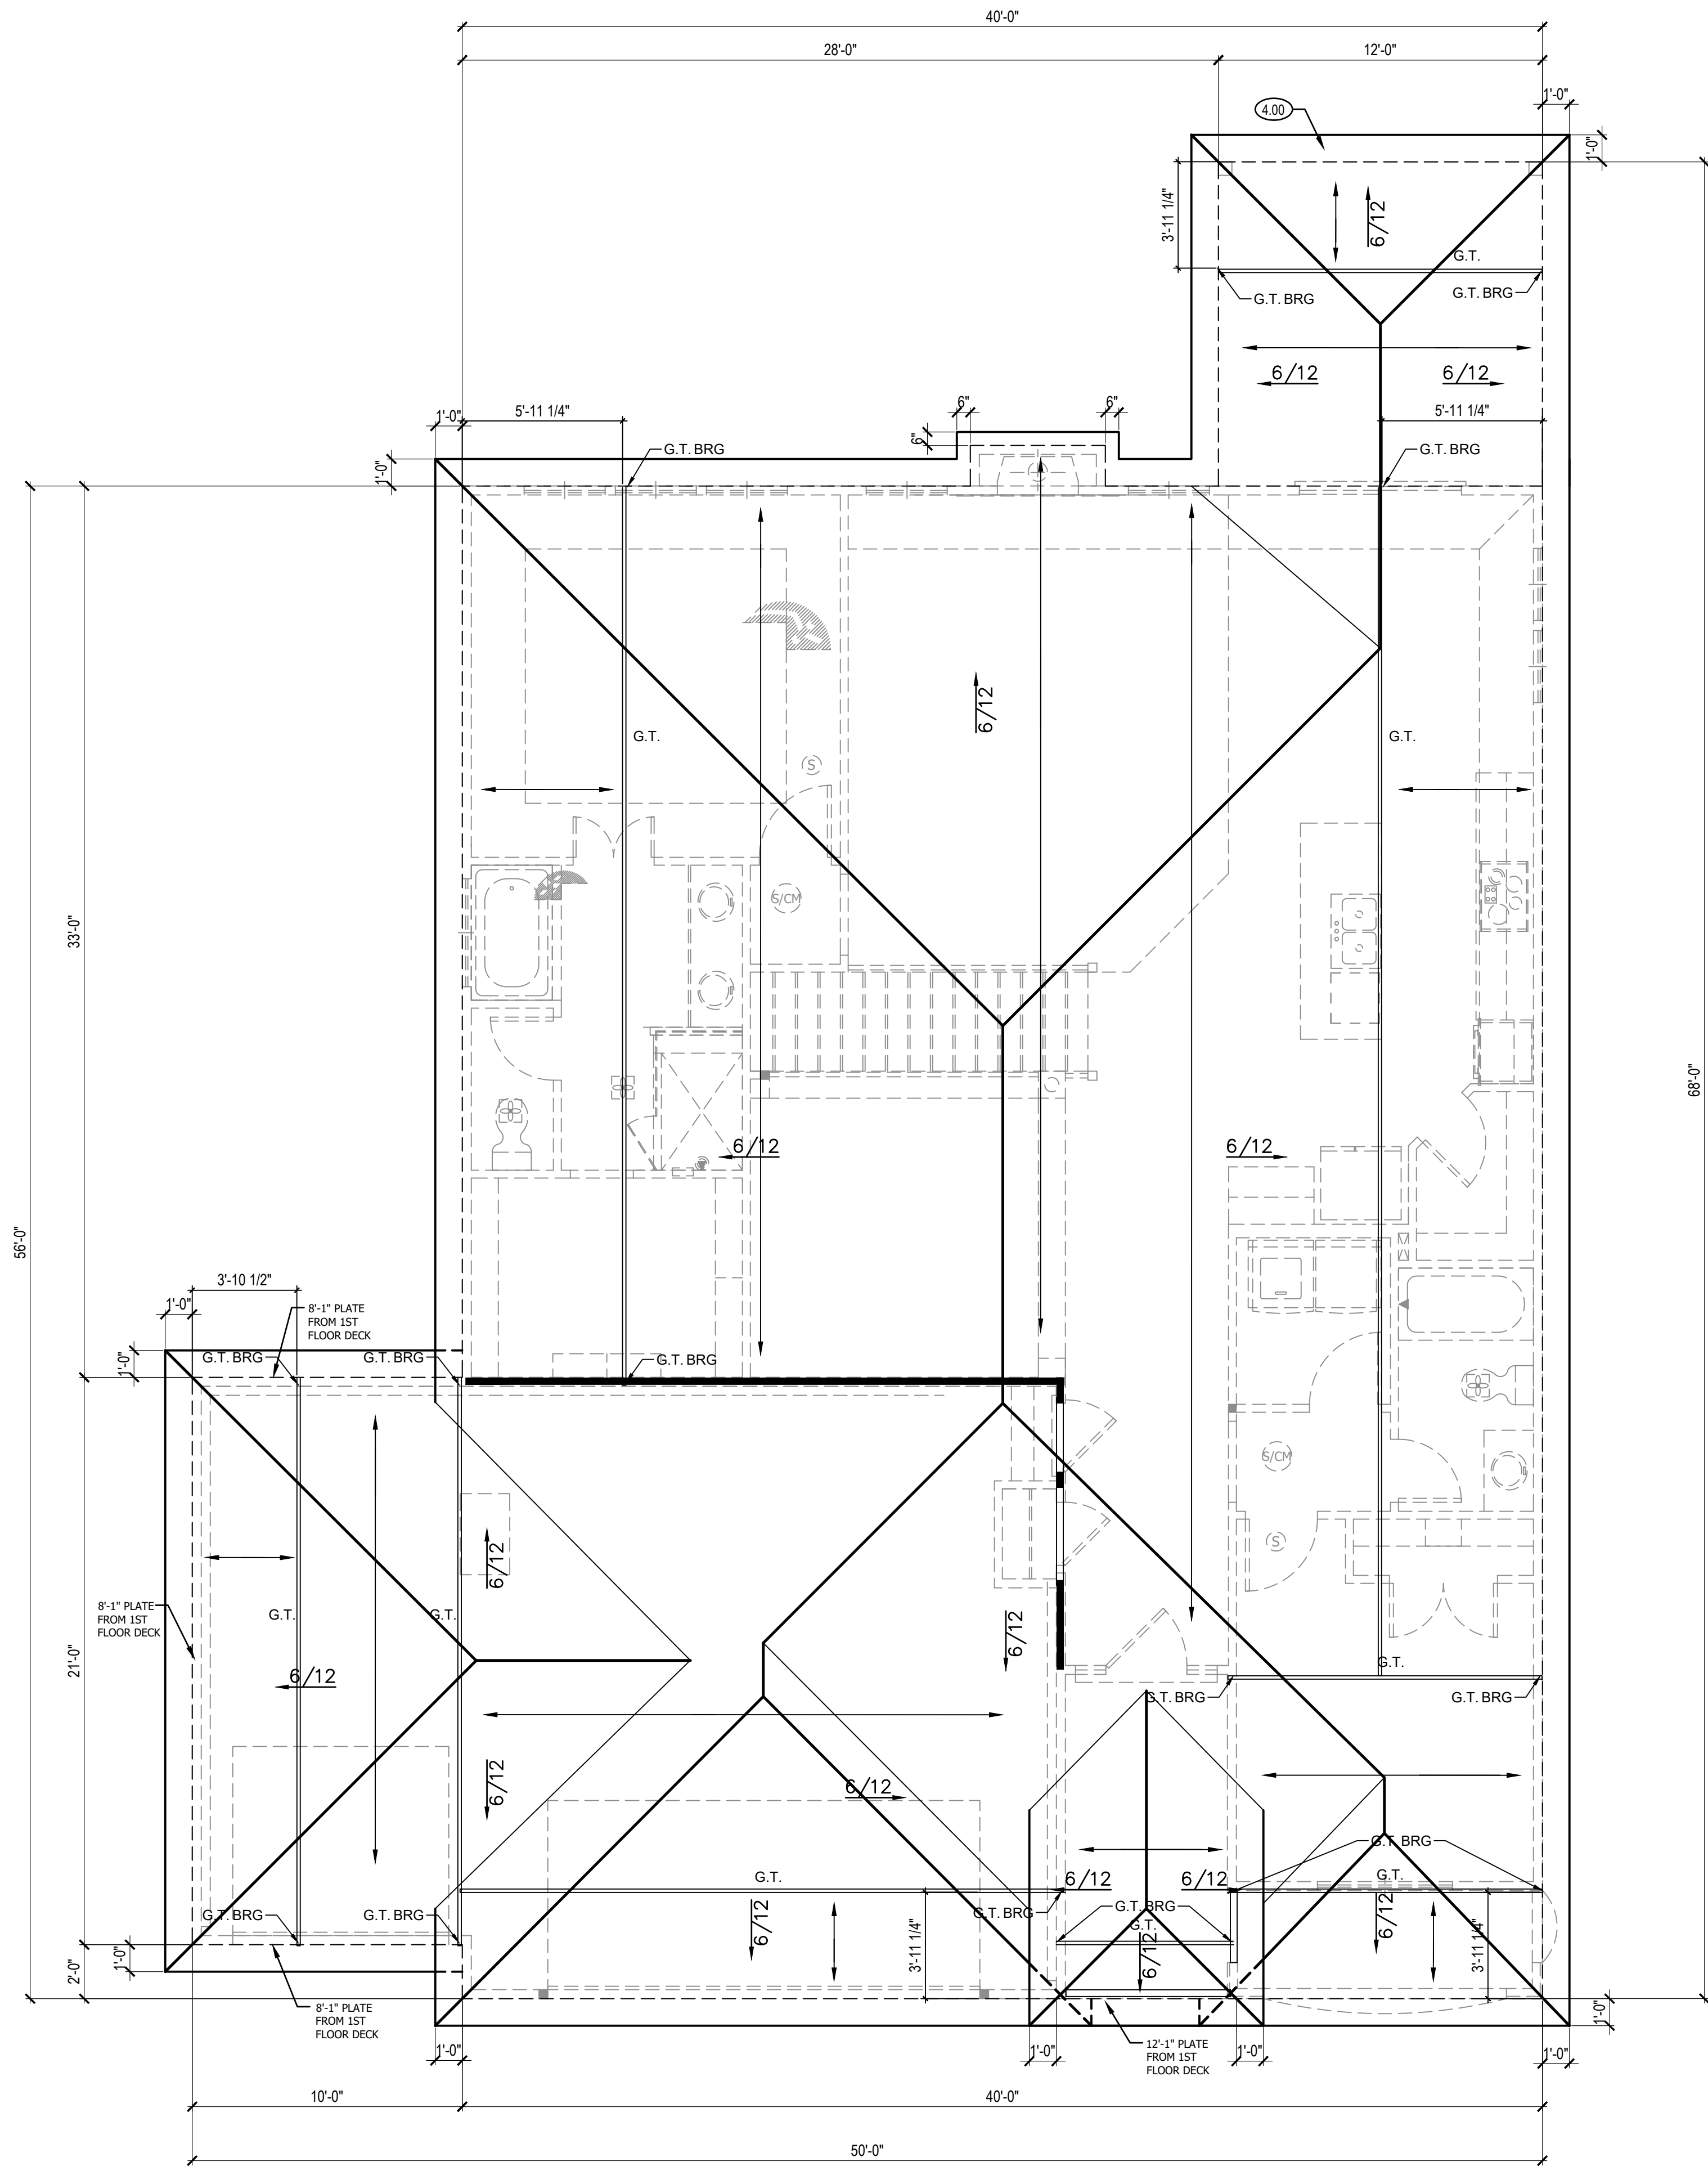 40'-0"
28'-0"
12'-0"
1'-0"
4.00
1'-0"
3'-11 1/4"
6/12
G.T.
G.T. BRG
G.T. BRG
6/12
6/12
1'-0"
5'-11 1/4"
6"
6"
6"
5'-11 1/4"
G.T. BRG
G.T. BRG
1'-0"
6/12
G.T.
G.T.
S
S/CM
33'-0"
68'-0"
6/12
6/12
56'-0"
3'-10 1/2"
1'-0"
8'-1" PLATE
FROM 1ST
FLOOR DECK
1'-0"
G.T. BRG
G.T. BRG
G.T. BRG
S/CM
S
6/12
8'-1" PLATE
FROM 1ST
FLOOR DECK
G.T.
G.T.
6/12
21'-0"
6/12
G.T.
G.T. BRG
G.T. BRG
6/12
6/12
G.T. BRG
G.T.
G.T.
6/12
6/12
G.T. BRG
G.T. BRG
G.T. BRG
G.T. BRG
G.T.
6/12
6/12
6/12
3'-11 1/4"
3'-11 1/4"
2'-0"
1'-0"
8'-1" PLATE
FROM 1ST
FLOOR DECK
1'-0"
12'-1" PLATE
FROM 1ST
FLOOR DECK
1'-0"
1'-0"
1'-0"
1'-0"
10'-0"
40'-0"
50'-0"